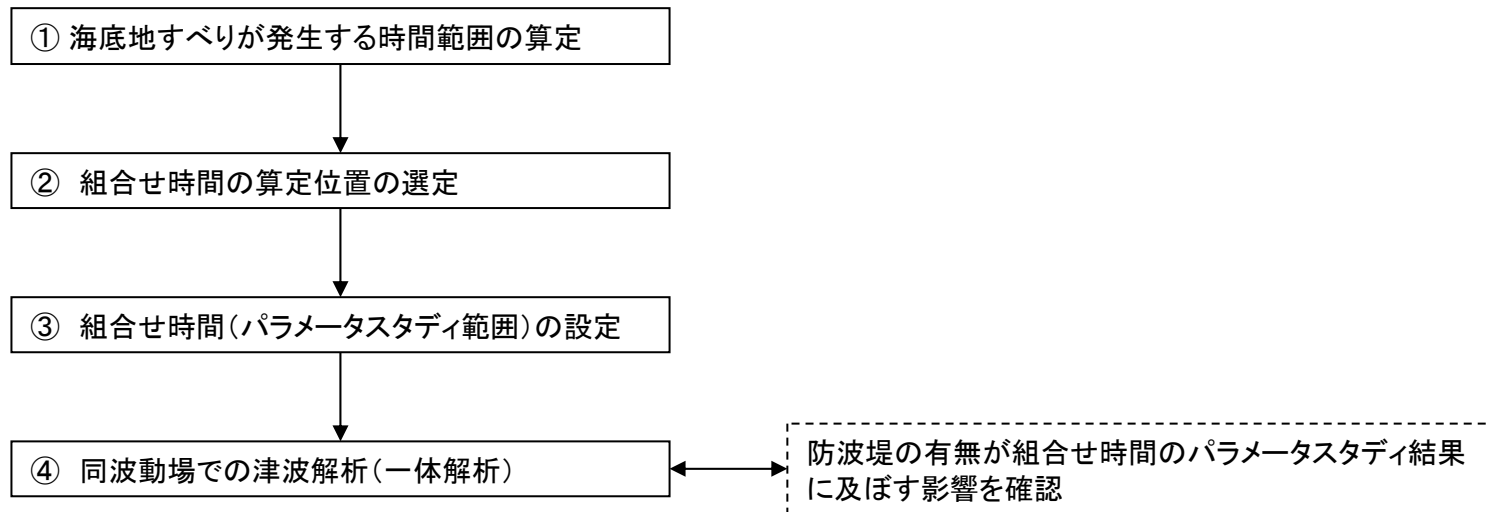 ① 海底地すべりが発生する時間範囲の算定
② 組合せ時間の算定位置の選定
③ 組合せ時間(パラメータスタディ範囲)の設定
④ 同波動場での津波解析(一体解析)
防波堤の有無が組合せ時間のパラメータスタディ結果
に及ぼす影響を確認